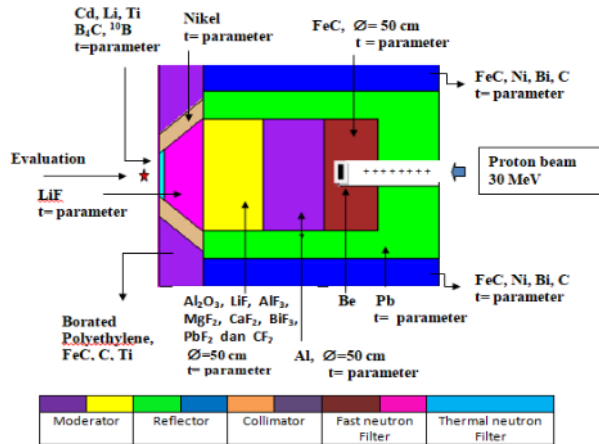 Cd, Li, Ti
B₄C, ¹⁰B
t=parameter
Nikel
t= parameter
FeC, ∅= 50 cm
t = parameter
FeC, Ni, Bi, C
t= parameter
Evaluation
LiF
t= parameter
+++++++
Proton beam
30 MeV
FeC, Ni, Bi, C
t= parameter
Borated
Polyethylene,
FeC, C, Ti
Al₂O₃, LiF, AlF₃,
MgF₂, CaF₂, BiF₃,
PbF₂ dan CF₂
∅=50 cm
t= parameter
Al, ∅=50 cm
t= parameter
Be
Pb
t= parameter
Moderator
Reflector
Collimator
Fast neutron
Filter
Thermal neutron
Filter